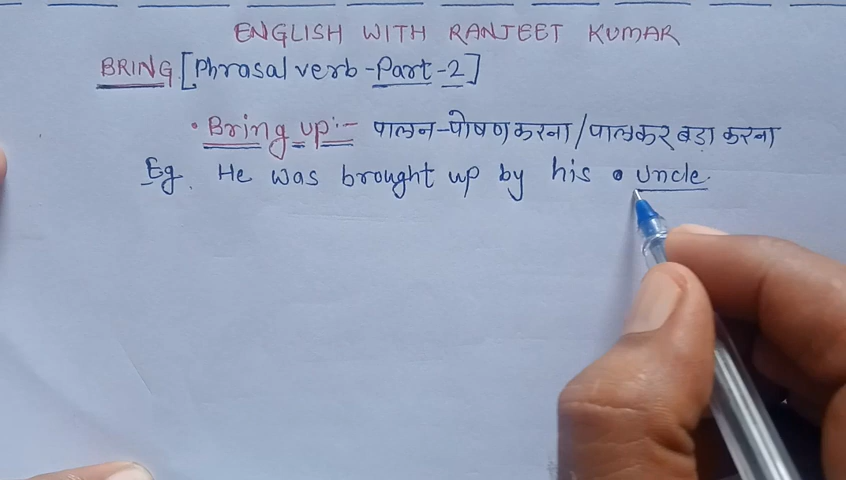 ENGLISH WITH RANJEET KUMAR
BRING [Phrasal verb-Part-2]
• Bring up:- पालन-पोषण करना/पालकर बड़ा करना
Eg. He was brought up by his uncle.